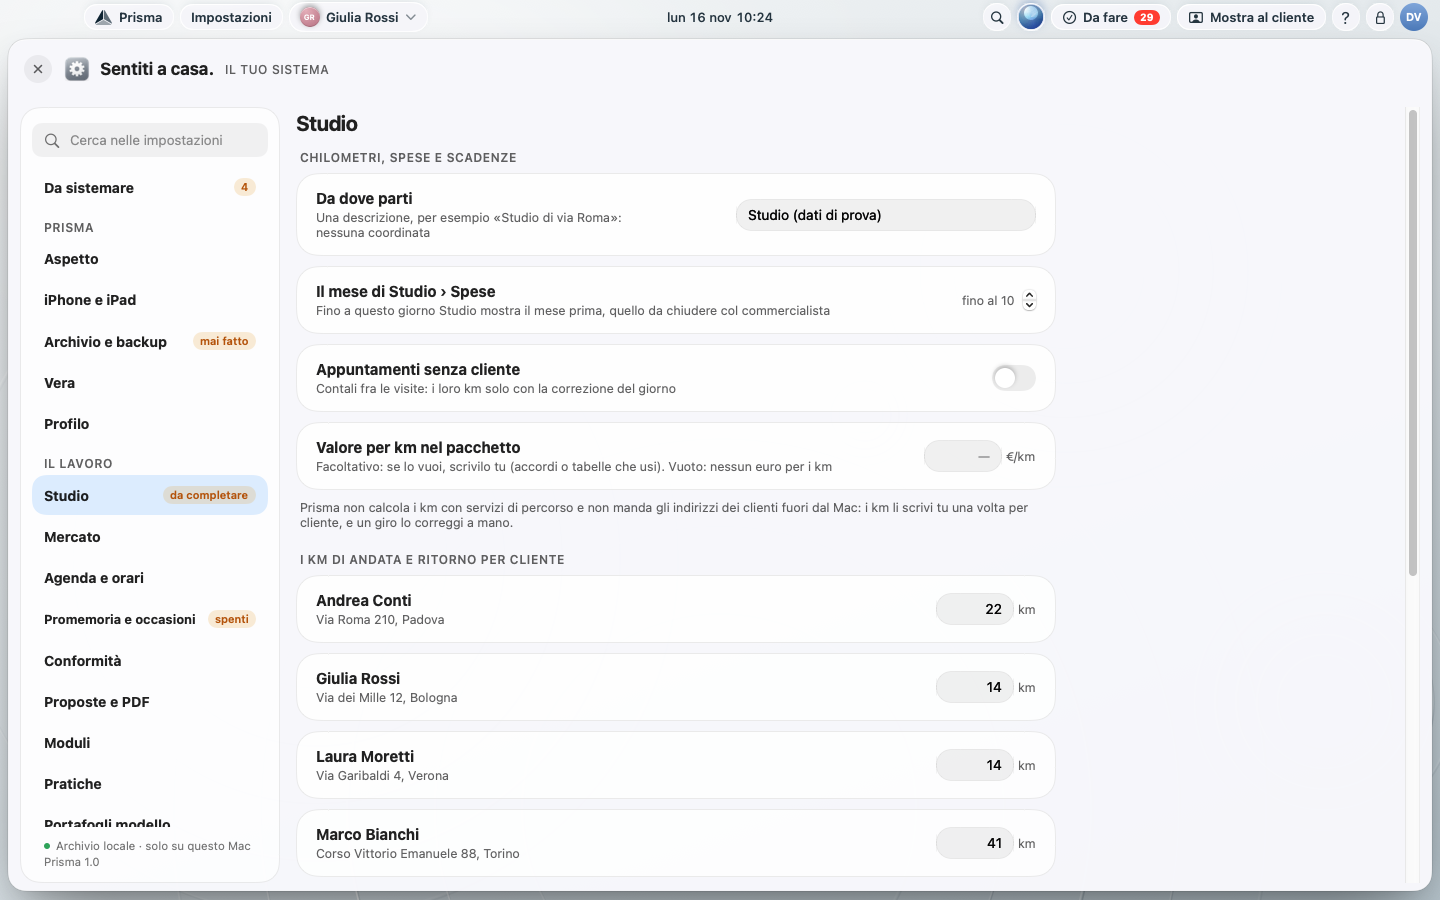 Prisma
Impostazioni
GR Giulia Rossi
lun 16 nov 10:24
Da fare 29
Mostra al cliente
?
DV
Sentiti a casa. IL TUO SISTEMA
Cerca nelle impostazioni
Da sistemare 4
PRISMA
Aspetto
iPhone e iPad
Archivio e backup mai fatto
Vera
Profilo
IL LAVORO
Studio da completare
Mercato
Agenda e orari
Promemoria e occasioni spenti
Conformità
Proposte e PDF
Moduli
Pratiche
Portafogli modello
Archivio locale · solo su questo Mac
Prisma 1.0
Studio
CHILOMETRI, SPESE E SCADENZE
Da dove parti
Una descrizione, per esempio «Studio di via Roma»:
nessuna coordinata
Studio (dati di prova)
Il mese di Studio › Spese
Fino a questo giorno Studio mostra il mese prima, quello da chiudere col commercialista
fino al 10
Appuntamenti senza cliente
Contali fra le visite: i loro km solo con la correzione del giorno
Valore per km nel pacchetto
Facoltativo: se lo vuoi, scrivilo tu (accordi o tabelle che usi). Vuoto: nessun euro per i km
— €/km
Prisma non calcola i km con servizi di percorso e non manda gli indirizzi dei clienti fuori dal Mac: i km li scrivi tu una volta per
cliente, e un giro lo correggi a mano.
I KM DI ANDATA E RITORNO PER CLIENTE
Andrea Conti
Via Roma 210, Padova
22 km
Giulia Rossi
Via dei Mille 12, Bologna
14 km
Laura Moretti
Via Garibaldi 4, Verona
14 km
Marco Bianchi
Corso Vittorio Emanuele 88, Torino
41 km